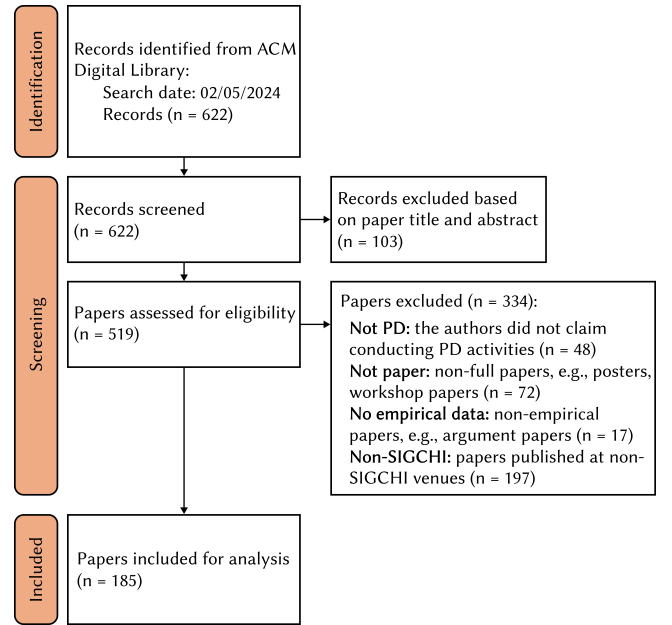 Identification
Records identified from ACM
Digital Library:
Search date: 02/05/2024
Records (n = 622)
Screening
Records screened
(n = 622)
Records excluded based
on paper title and abstract
(n = 103)
Papers assessed for eligibility
(n = 519)
Papers excluded (n = 334):
Not PD: the authors did not claim
conducting PD activities (n = 48)
Not paper: non-full papers, e.g., posters,
workshop papers (n = 72)
No empirical data: non-empirical
papers, e.g., argument papers (n = 17)
Non-SIGCHI: papers published at non-
SIGCHI venues (n = 197)
Included
Papers included for analysis
(n = 185)